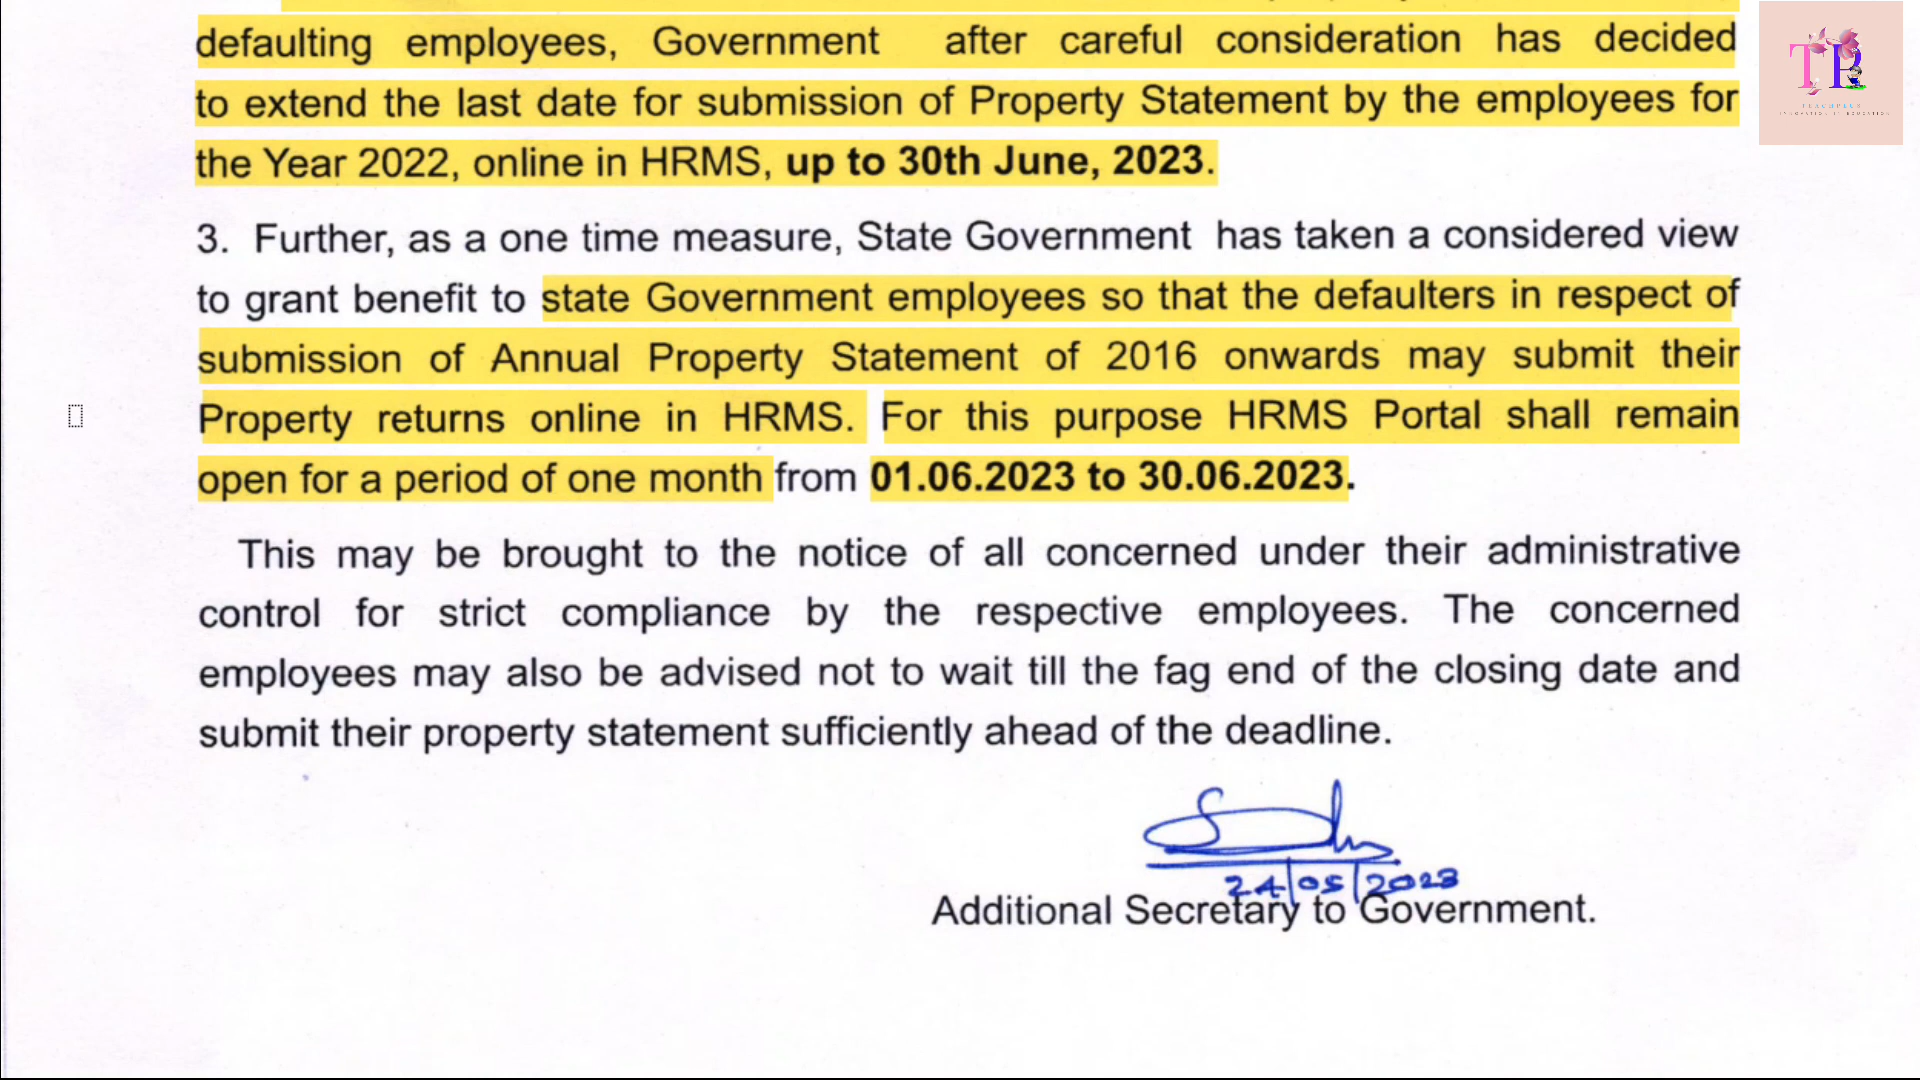 defaulting employees, Government after careful consideration has decided
to extend the last date for submission of Property Statement by the employees for
the Year 2022, online in HRMS, up to 30th June, 2023.
3. Further, as a one time measure, State Government has taken a considered view
to grant benefit to state Government employees so that the defaulters in respect of
submission of Annual Property Statement of 2016 onwards may submit their
Property returns online in HRMS. For this purpose HRMS Portal shall remain
open for a period of one month from 01.06.2023 to 30.06.2023.
This may be brought to the notice of all concerned under their administrative
control for strict compliance by the respective employees. The concerned
employees may also be advised not to wait till the fag end of the closing date and
submit their property statement sufficiently ahead of the deadline.
24/05/2023
Additional Secretary to Government.
TR
INNOVATION IN EDUCATION